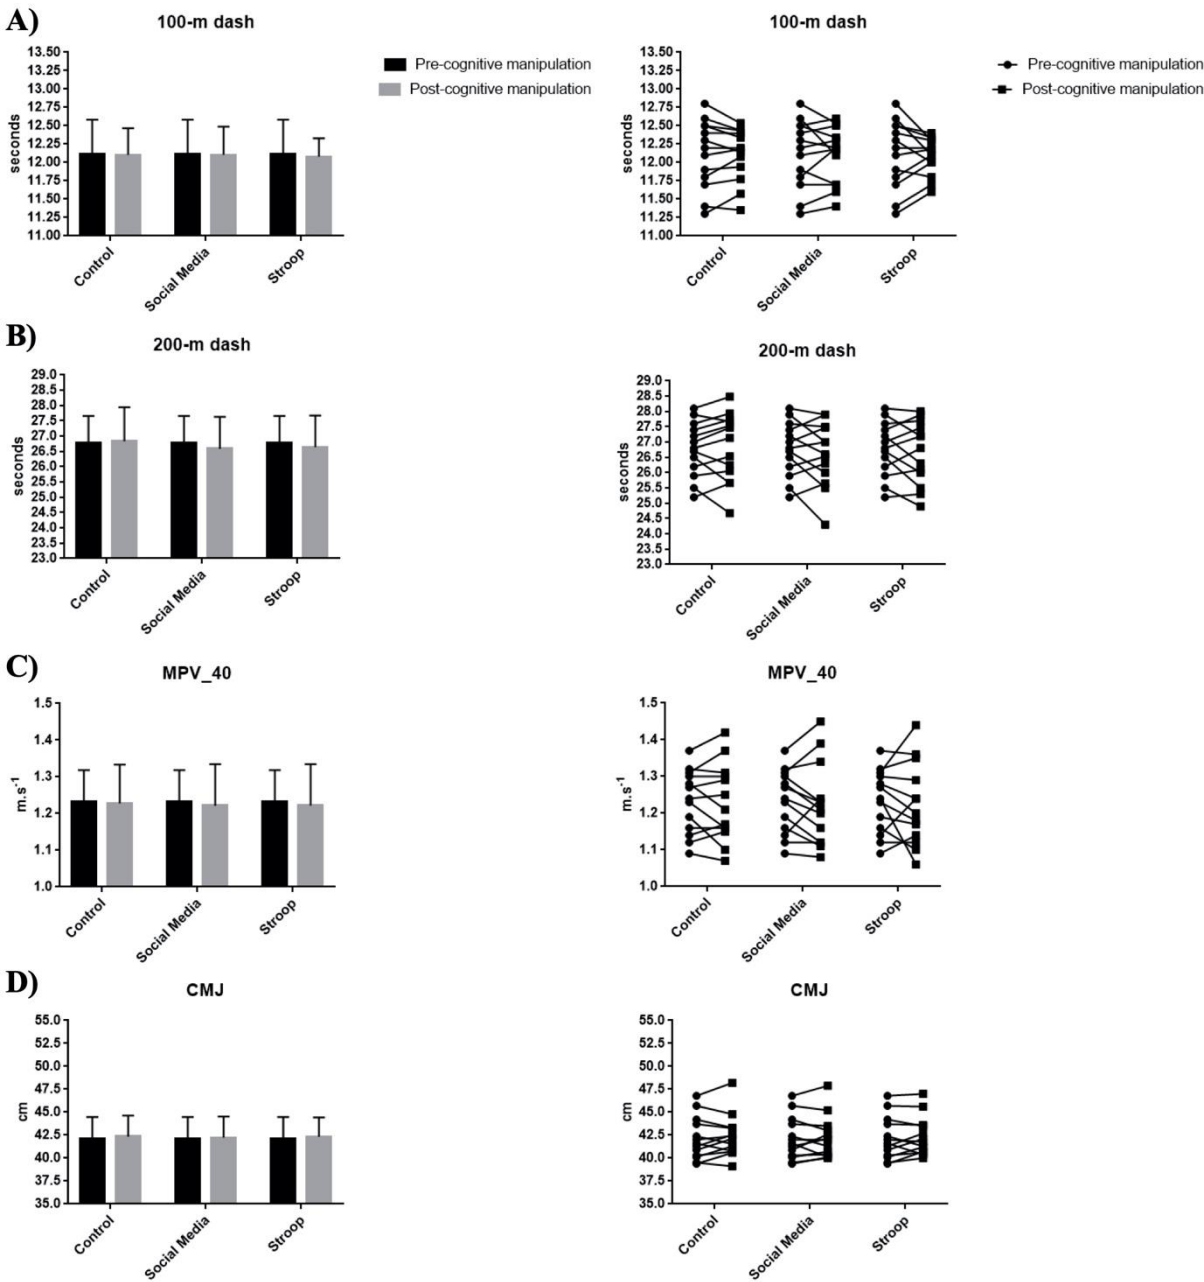 A)
100-m dash
seconds
13.50
13.25
13.00
12.75
12.50
12.25
12.00
11.75
11.50
11.25
11.00
Control
Social Media
Stroop
Pre-cognitive manipulation
Post-cognitive manipulation
seconds
13.50
13.25
13.00
12.75
12.50
12.25
12.00
11.75
11.50
11.25
11.00
Control
Social Media
Stroop
Pre-cognitive manipulation
Post-cognitive manipulation
B)
200-m dash
seconds
29.0
28.0
27.0
26.5
26.0
25.0
24.0
23.5
23.0
Control
Social Media
Stroop
200-m dash
seconds
29.0
28.5
28.0
27.5
27.0
26.5
26.0
25.5
25.0
24.5
24.0
23.5
23.0
Control
Social Media
Stroop
C)
MPV_40
m.s-1
1.5
1.4
1.3
1.2
1.1
1.0
Control
Social Media
Stroop
MPV_40
m.s-1
1.5
1.4
1.3
1.2
1.1
1.0
Control
Social Media
Stroop
D)
CMJ
cm
55.0
52.5
50.0
47.5
45.0
42.5
40.0
37.5
35.0
Control
Social Media
Stroop
CMJ
cm
55.0
52.5
50.0
47.5
45.0
42.5
40.0
37.5
35.0
Control
Social Media
Stroop